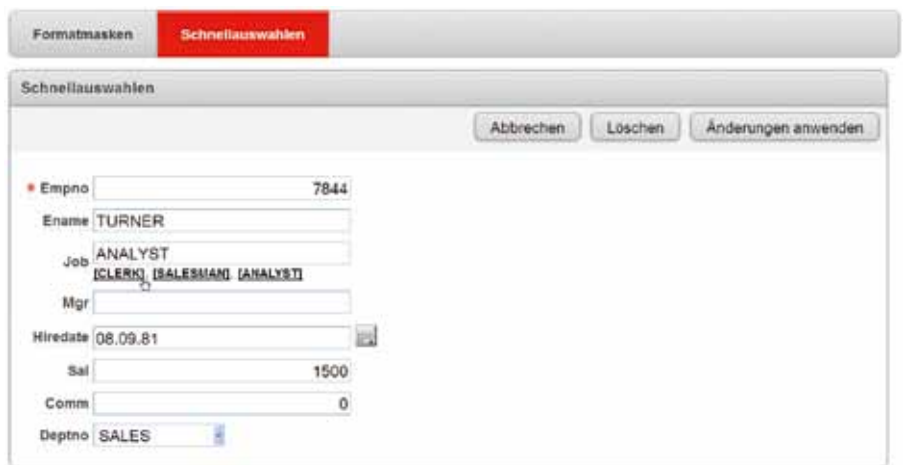 Formatmasken Schnellauswahlen
Schnellauswahlen
Abbrechen Löschen Änderungen anwenden
* Empno 7844
Ename TURNER
Job ANALYST
[CLERK], [SALESMAN], [ANALYST]
Mgr
Hiredate 08.09.81
Sal 1500
Comm 0
Deptno SALES